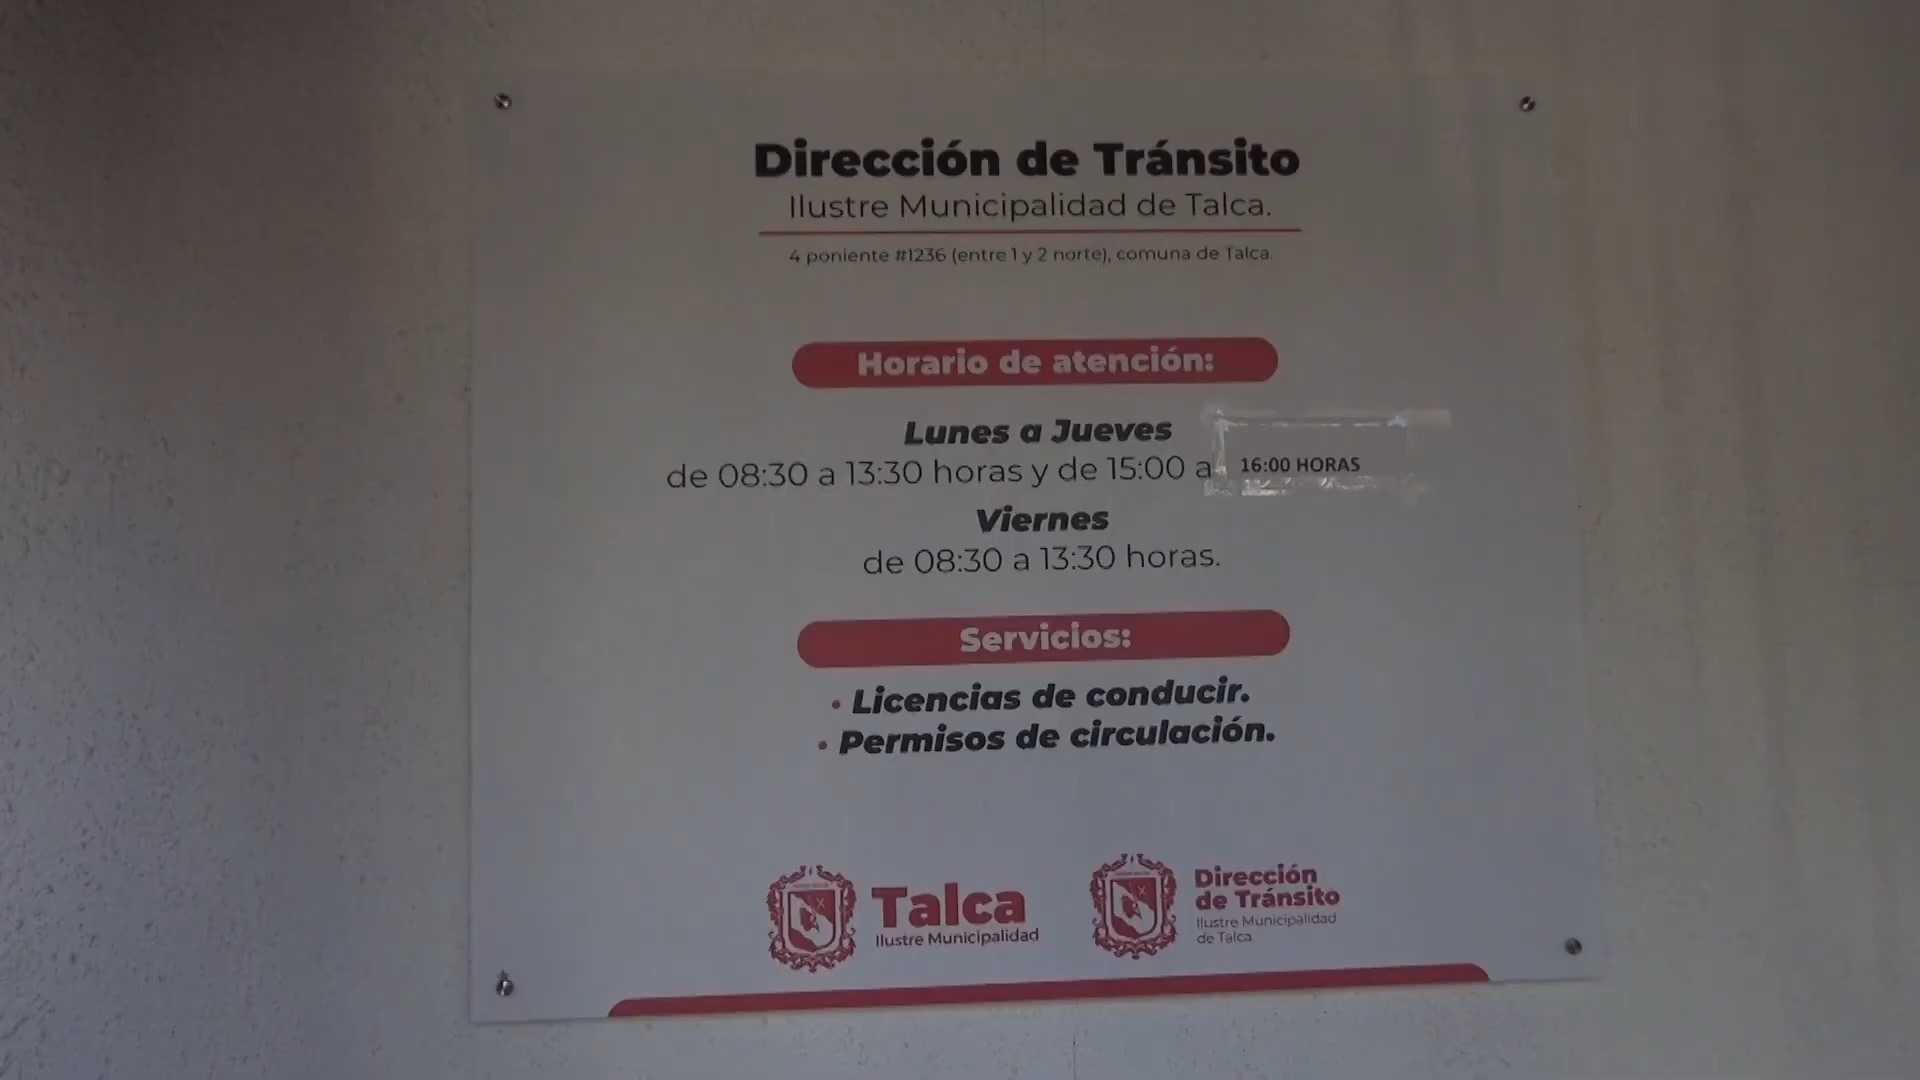 Dirección de Tránsito
Ilustre Municipalidad de Talca.
4 poniente #1236 (entre 1 y 2 norte), comuna de Talca.
Horario de atención:
Lunes a Jueves
de 08:30 a 13:30 horas y de 15:00 a 16:00 HORAS
Viernes
de 08:30 a 13:30 horas.
Servicios:
• Licencias de conducir.
• Permisos de circulación.
Talca
Ilustre Municipalidad
Dirección
de Tránsito
Ilustre Municipalidad
de Talca